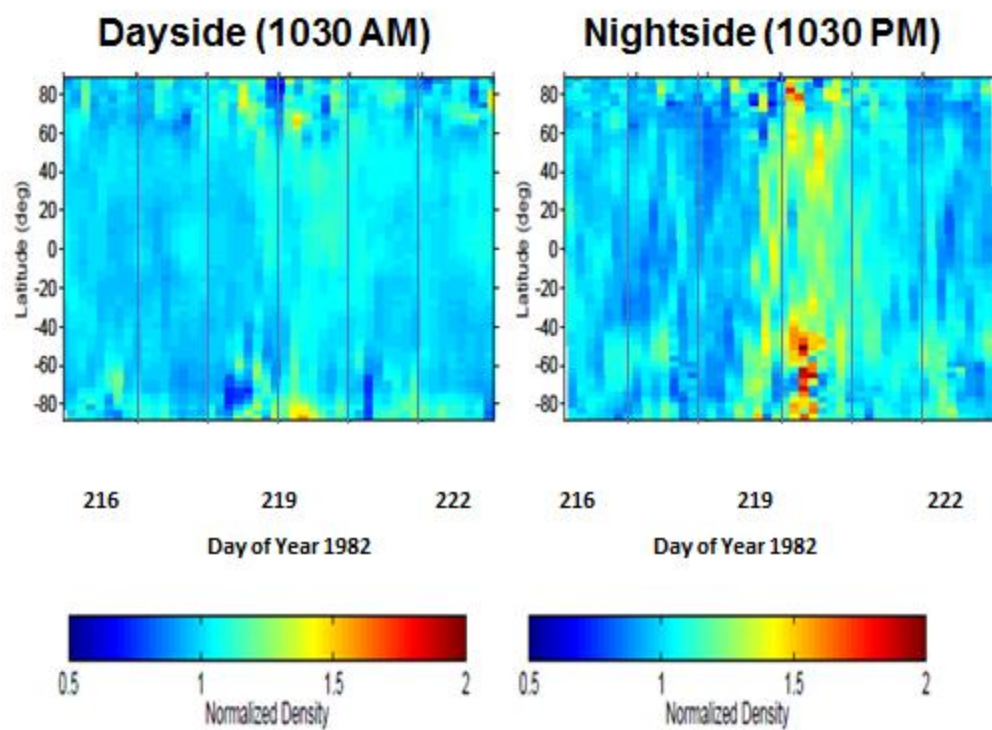 Dayside (1030 AM)
Nightside (1030 PM)
80
60
40
20
0
-20
-40
-60
-80
Latitude (deg)
80
60
40
20
0
-20
-40
-60
-80
Latitude (deg)
216 219 222
216 219 222
Day of Year 1982
Day of Year 1982
0.5 1 1.5 2
Normalized Density
0.5 1 1.5 2
Normalized Density